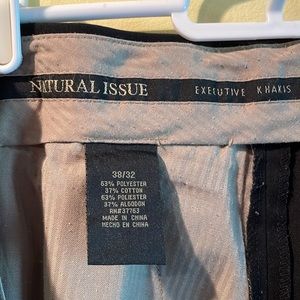 NATURAL ISSUE
EXECUTIVE KHAKIS
38/32
63% POLYESTER
37% COTTON
63% POLIESTER
37% ALGODON
RN#37763
MADE IN CHINA
HECHO EN CHINA